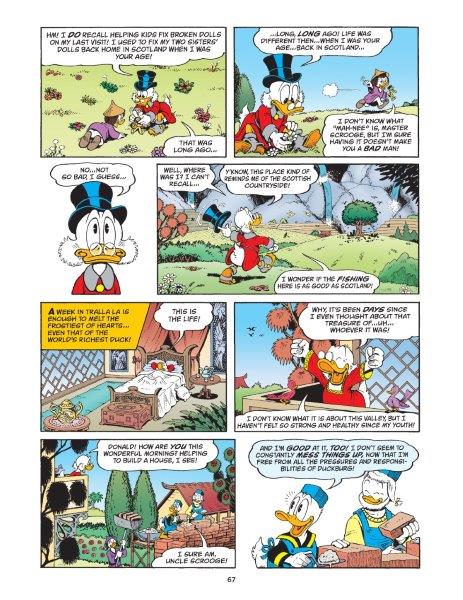 HM! I DO RECALL HELPING KIDS FIX BROKEN DOLLS
ON MY LAST VISIT! I USED TO FIX MY TWO SISTERS'
DOLLS BACK HOME IN SCOTLAND WHEN I WAS
YOUR AGE!
THAT WAS
LONG AGO...
...LONG, LONG AGO! LIFE WAS
DIFFERENT THEN...WHEN I WAS YOUR
AGE...BACK IN SCOTLAND...
I DON'T KNOW WHAT
"MAH-NEE" IS, MASTER
SCROOGE, BUT I'M SURE
HAVING IT DOESN'T MAKE
YOU A BAD MAN!
NO...NOT
SO BAD, I GUESS...
WELL, WHERE
WAS I? I CAN'T
RECALL...
Y'KNOW, THIS PLACE KIND OF
REMINDS ME OF THE SCOTTISH
COUNTRYSIDE!
I WONDER IF THE FISHING
HERE IS AS GOOD AS SCOTLAND!
A WEEK IN TRALLA LA IS
ENOUGH TO MELT THE
FROSTIEST OF HEARTS...
EVEN THAT OF THE
WORLD'S RICHEST DUCK!
THIS IS
THE LIFE!
WHY, IT'S BEEN DAYS SINCE
I EVEN THOUGHT ABOUT THAT
TREASURE OF...UH...
WHOEVER IT WAS!
I DON'T KNOW WHAT IT IS ABOUT THIS VALLEY, BUT I
HAVEN'T FELT SO STRONG AND HEALTHY SINCE MY YOUTH!
DONALD! HOW ARE YOU THIS
WONDERFUL MORNING? HELPING
TO BUILD A HOUSE, I SEE!
I SURE AM,
UNCLE SCROOGE!
AND I'M GOOD AT IT, TOO! I DON'T SEEM TO
CONSTANTLY MESS THINGS UP, NOW THAT I'M
FREE FROM ALL THE PRESSURES AND RESPONSI-
BILITIES OF DUCKBURG!
67